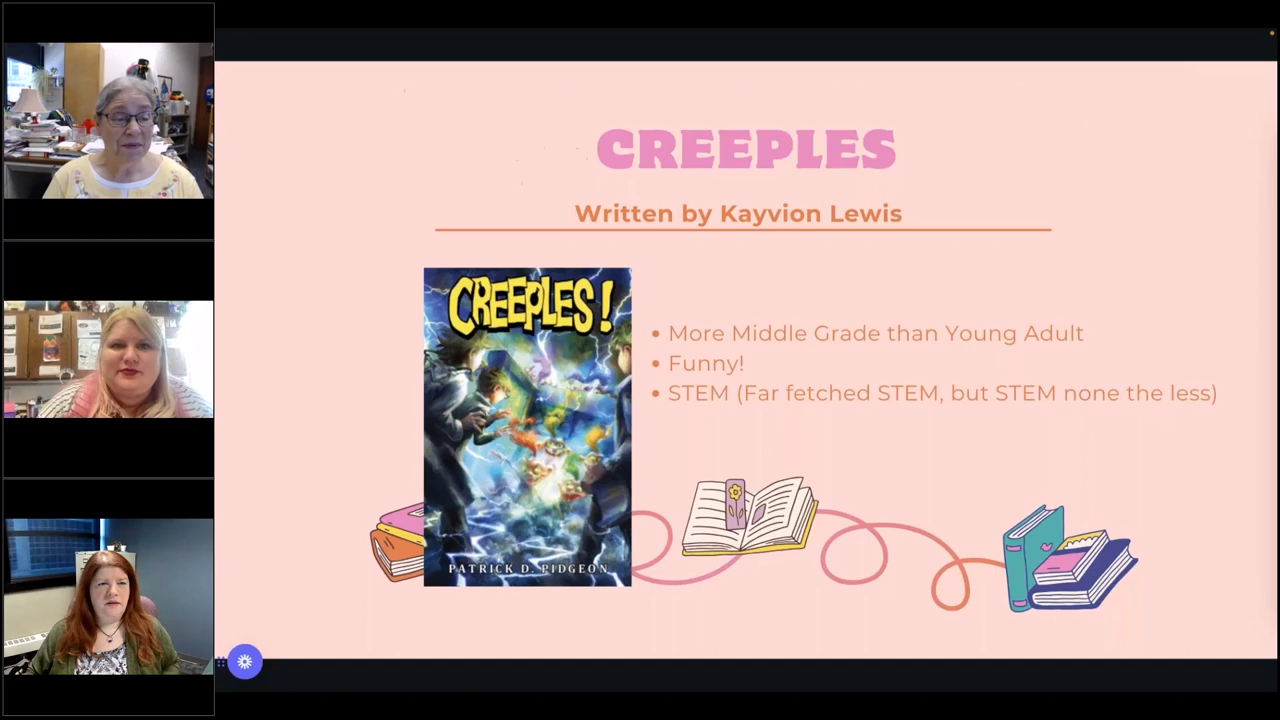 CREEPLES
Written by Kayvion Lewis
CREEPLES!
PATRICK D. PIDGEON
• More Middle Grade than Young Adult
• Funny!
• STEM (Far fetched STEM, but STEM none the less)